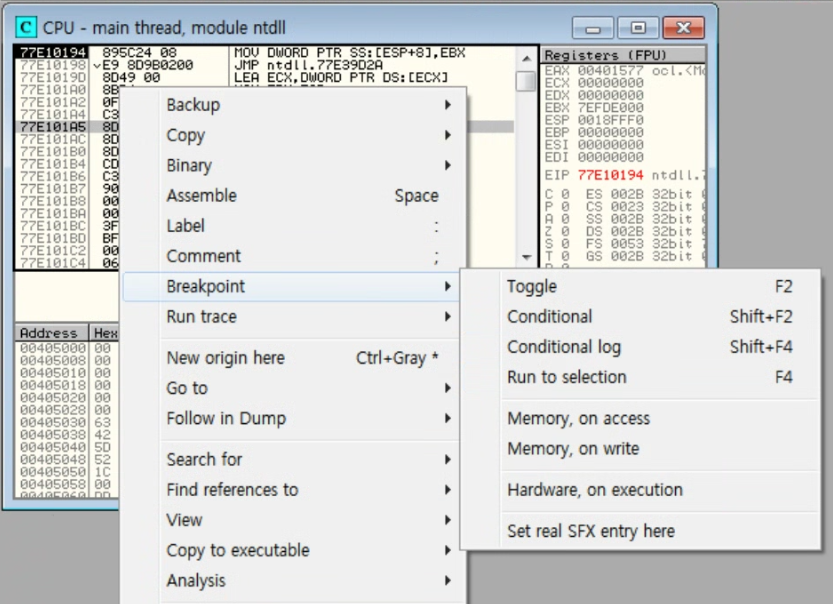 CPU - main thread, module ntdll
77E10194 895C24 08 MOV DWORD PTR SS:[ESP+8],EBX
77E10198 E9 8D9B0200 JMP ntdll.77E39D2A
77E1019D 8D49 00 LEA ECX,DWORD PTR DS:[ECX]
77E101A0
77E101A2 0F
77E101A4 C3
77E101A5 8D
77E101AC 8D
77E101B0 8D
77E101B4 CD
77E101B6 C3
77E101B7 90
77E101B8 00
77E101BA 00
77E101BC 3F
77E101BD BF
77E101C2 00
77E101C4 06
Registers (FPU)
EAX 00401577
ECX 00000000
EDX 00000000
EBX 7EFDE000
ESP 0018FFF0
EBP 00000000
ESI 00000000
EDI 00000000
EIP 77E10194
C 0 ES 002B 32bit
P 0 CS 0023 32bit
A 0 SS 002B 32bit
Z 0 DS 002B 32bit
S 0 FS 0053 32bit
T 0 GS 002B 32bit
Backup
Copy
Binary
Assemble Space
Label :
Comment ;
Breakpoint
Run trace
New origin here Ctrl+Gray *
Go to
Follow in Dump
Search for
Find references to
View
Copy to executable
Analysis
Toggle F2
Conditional Shift+F2
Conditional log Shift+F4
Run to selection F4
Memory, on access
Memory, on write
Hardware, on execution
Set real SFX entry here
Address Hex
00405000 00
00405008 00
00405010 00
00405018 00
00405020 00
00405028 00
00405030 63
00405038 42
00405040 5D
00405048 52
00405050 1C
00405058 00